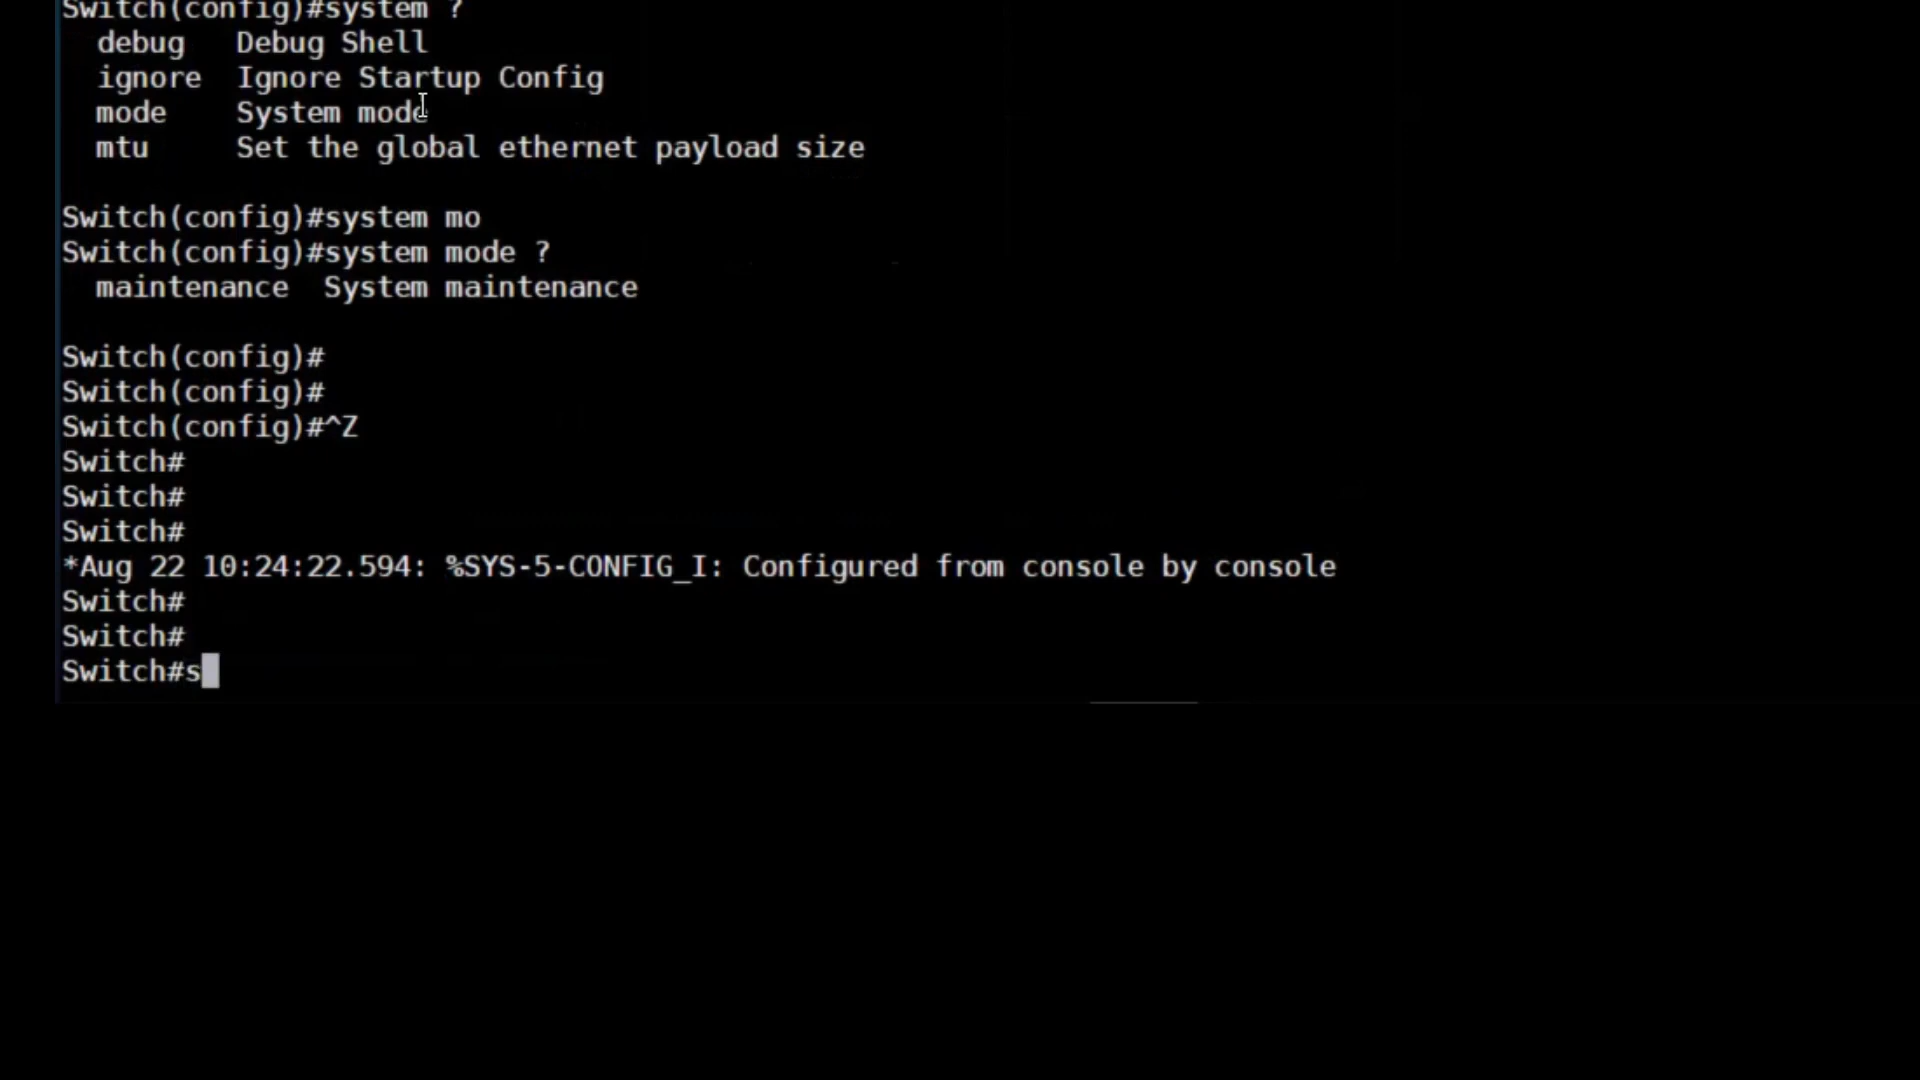 Switch(config)#system ?
debug Debug Shell
ignore Ignore Startup Config
mode System mode
mtu Set the global ethernet payload size
Switch(config)#system mo
Switch(config)#system mode ?
maintenance System maintenance
Switch(config)#
Switch(config)#
Switch(config)#^Z
Switch#
Switch#
Switch#
*Aug 22 10:24:22.594: %SYS-5-CONFIG_I: Configured from console by console
Switch#
Switch#
Switch#s